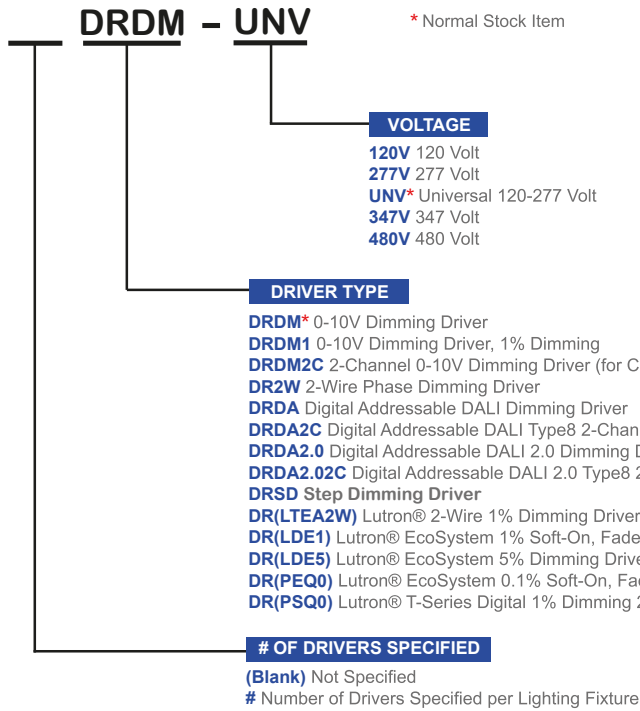 DRDM – UNV
* Normal Stock Item
VOLTAGE
120V 120 Volt
277V 277 Volt
UNV* Universal 120-277 Volt
347V 347 Volt
480V 480 Volt
DRIVER TYPE
DRDM* 0-10V Dimming Driver
DRDM1 0-10V Dimming Driver, 1% Dimming
DRDM2C 2-Channel 0-10V Dimming Driver (for C
DR2W 2-Wire Phase Dimming Driver
DRDA Digital Addressable DALI Dimming Driver
DRDA2C Digital Addressable DALI Type8 2-Chan
DRDA2.0 Digital Addressable DALI 2.0 Dimming D
DRDA2.02C Digital Addressable DALI 2.0 Type8 2
DRSD Step Dimming Driver
DR(LTEA2W) Lutron® 2-Wire 1% Dimming Driver
DR(LDE1) Lutron® EcoSystem 1% Soft-On, Fade
DR(LDE5) Lutron® EcoSystem 5% Dimming Drive
DR(PEQ0) Lutron® EcoSystem 0.1% Soft-On, Fa
DR(PSQ0) Lutron® T-Series Digital 1% Dimming 2
# OF DRIVERS SPECIFIED
(Blank) Not Specified
# Number of Drivers Specified per Lighting Fixture